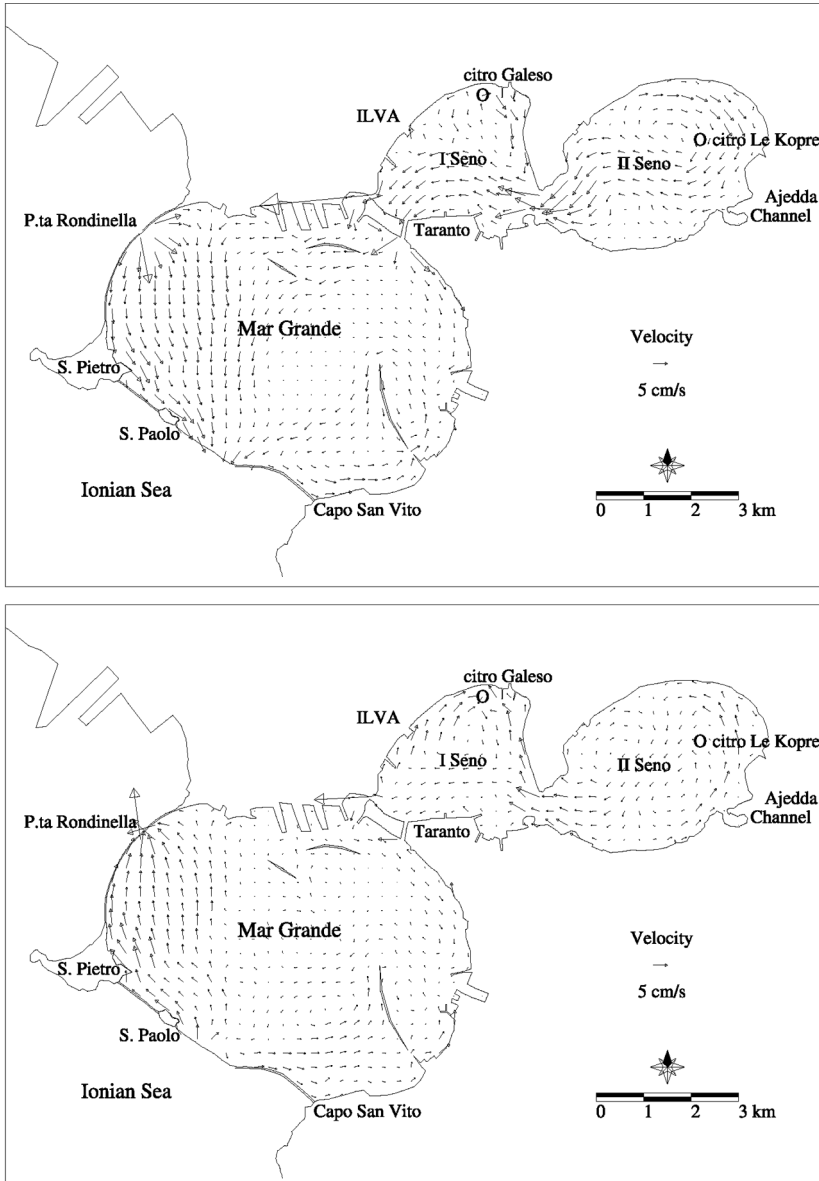 citro Galeso
O
ILVA
I Seno
O citro Le Kopre
II Seno
Ajedda
Channel
P.ta Rondinella
Taranto
Mar Grande
Velocity
5 cm/s
S. Pietro
S. Paolo
Ionian Sea
Capo San Vito
0 1 2 3 km
citro Galeso
O
ILVA
O citro Le Kopre
I Seno
II Seno
Ajedda
Channel
P.ta Rondinella
Taranto
Mar Grande
Velocity
5 cm/s
S. Pietro
S. Paolo
Ionian Sea
Capo San Vito
0 1 2 3 km